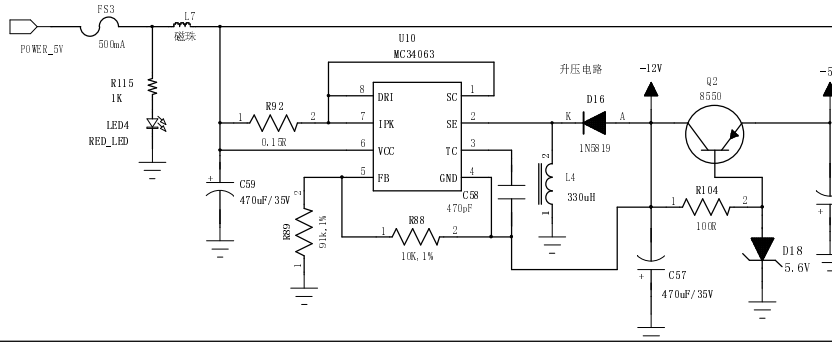 FS3
L7
POWER_5V
500mA
磁珠
U10
MC34063
升压电路
-12V
Q2
8550
-5
R115
1K
LED4
RED_LED
1
R92
2
0.15R
8
DRI
SC
1
7
IPK
SE
2
6
VCC
TC
3
5
FB
GND
4
K
D16
A
1N5819
C59
470uF/35V
+
C58
470pF
2
L4
330uH
1
1
R104
2
100R
+
2
R89
91k,1%
1
1
R88
2
10K,1%
D18
5.6V
+
C57
470uF/35V